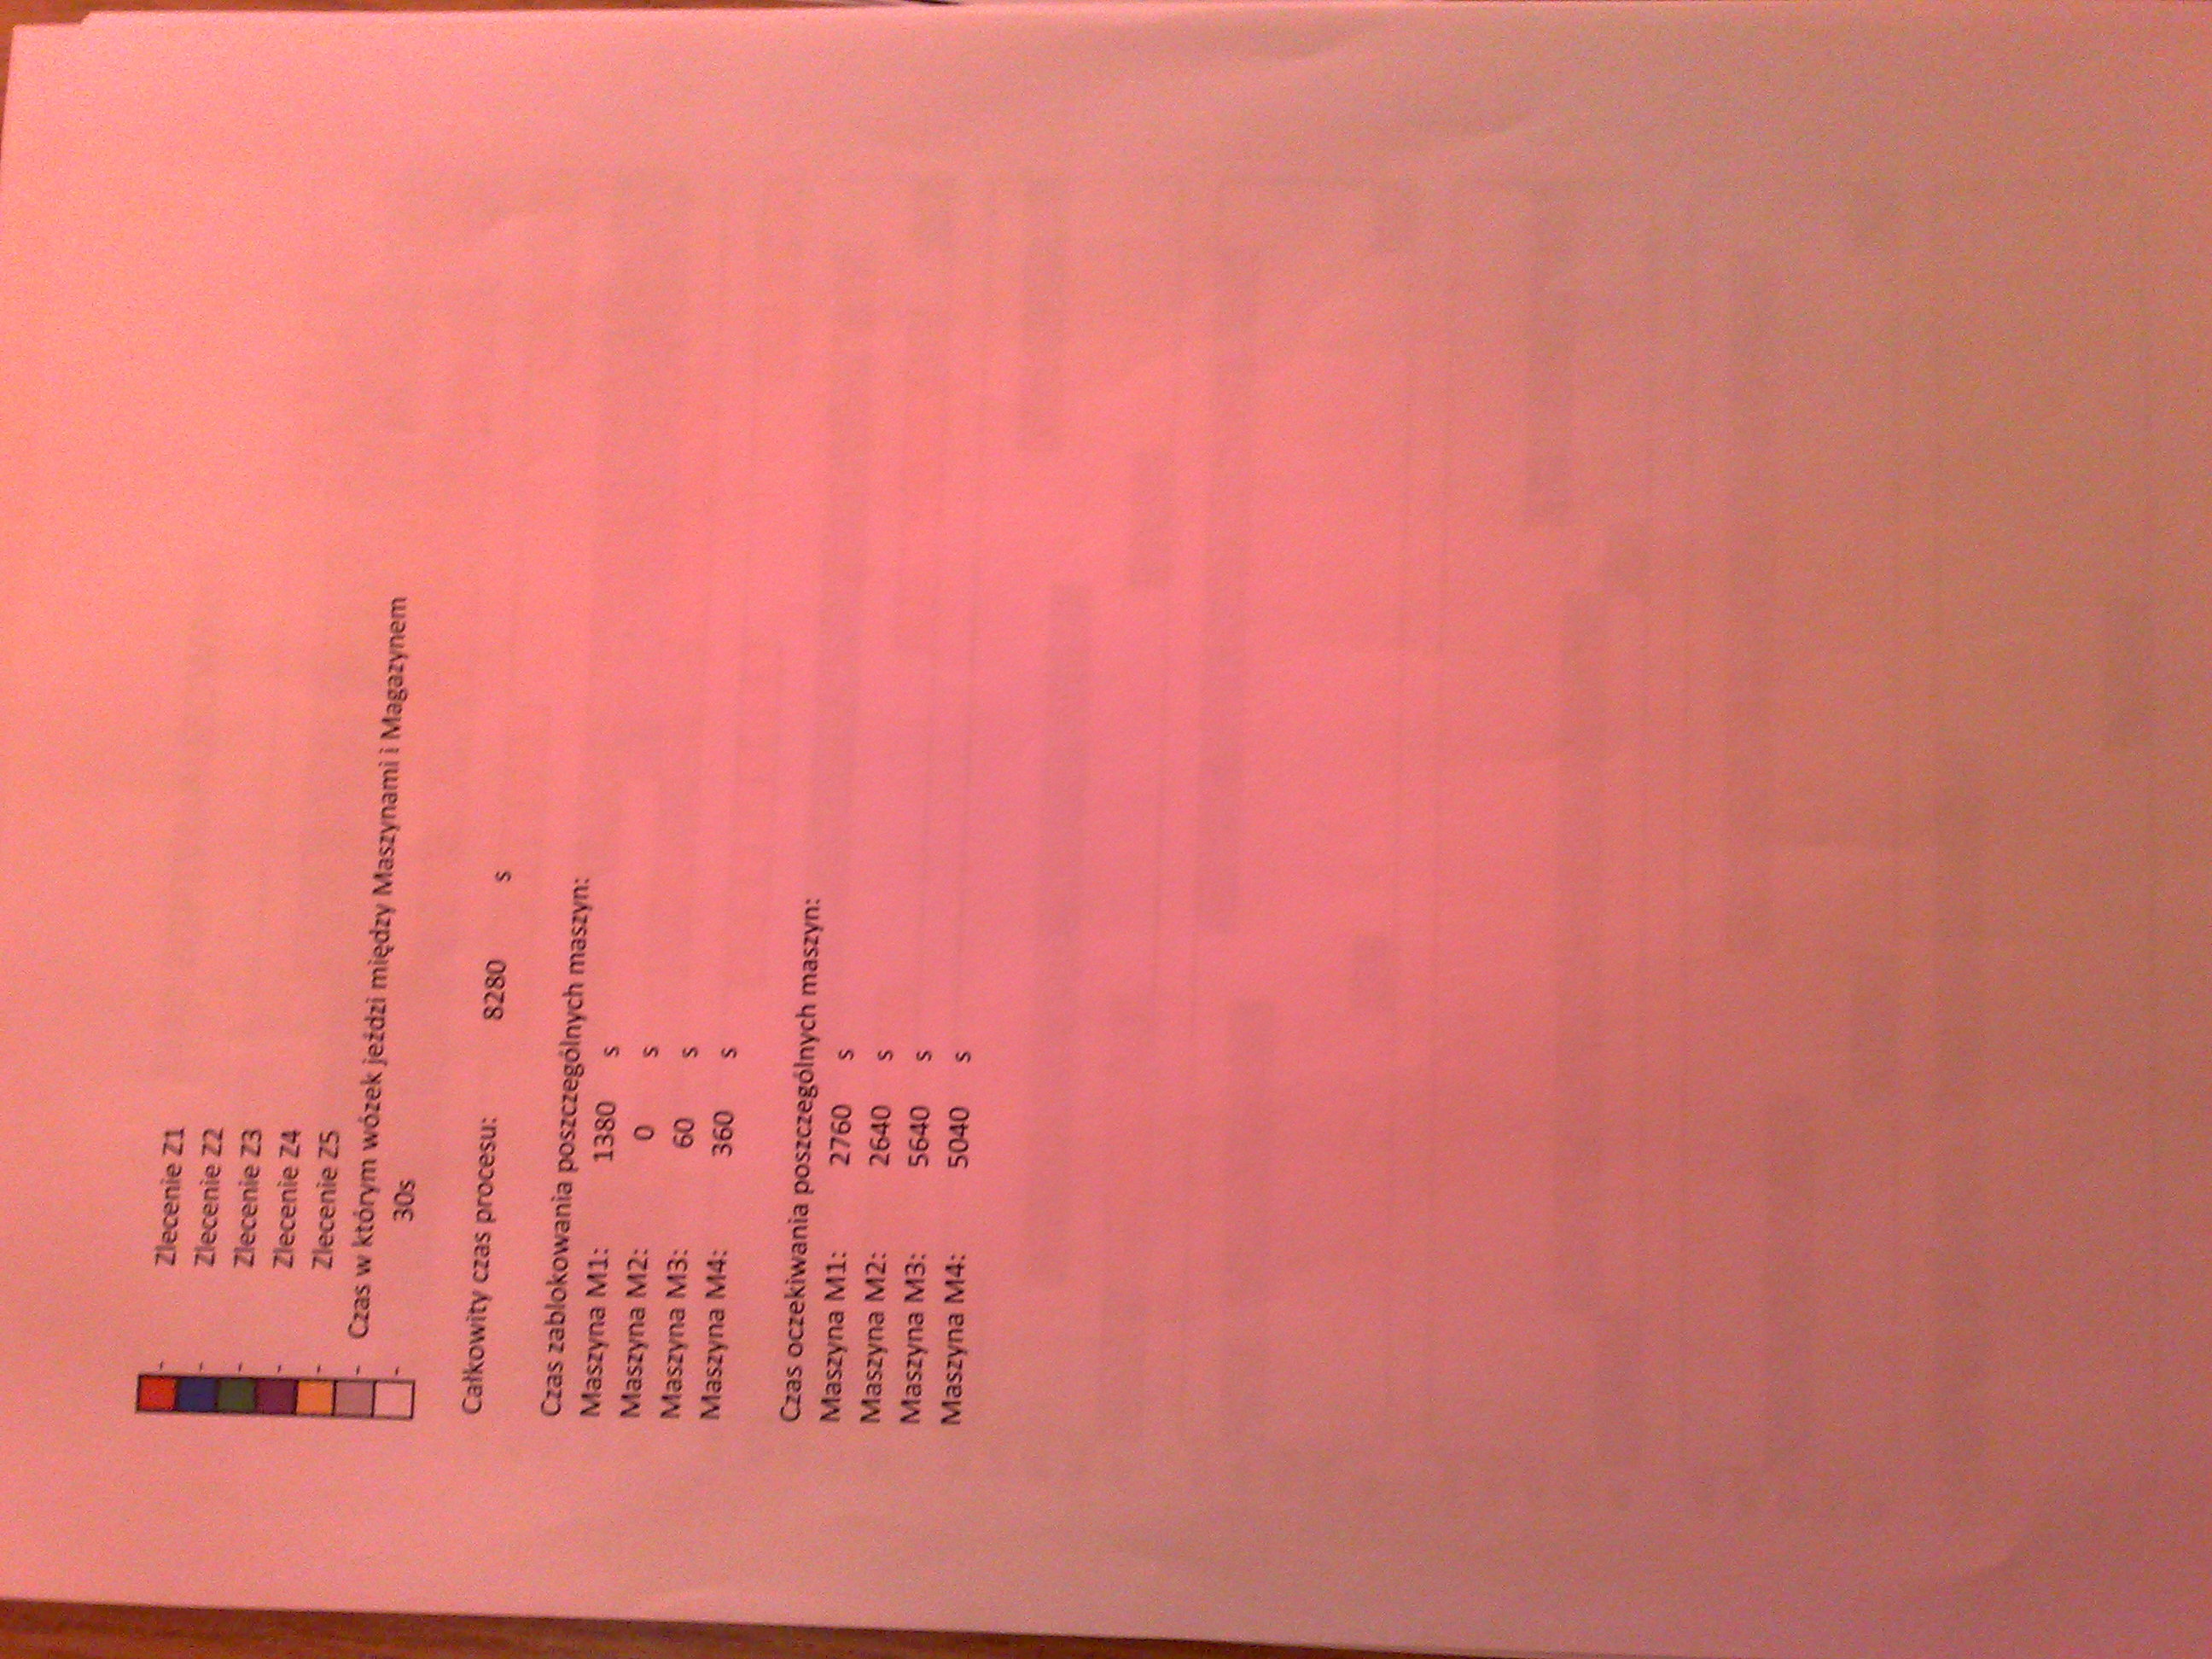 - Zlecenie Z1
- Zlecenie Z2
- Zlecenie Z3
- Zlecenie Z4
- Zlecenie Z5
- Czas w którym wózek jeździ między Maszynami i Magazynem
- 30s
Całkowity czas procesu: 8280 s
Czas zablokowania poszczególnych maszyn:
Maszyna M1: 1380 s
Maszyna M2: 0 s
Maszyna M3: 60 s
Maszyna M4: 360 s
Czas oczekiwania poszczególnych maszyn:
Maszyna M1: 2760 s
Maszyna M2: 2640 s
Maszyna M3: 5640 s
Maszyna M4: 5040 s